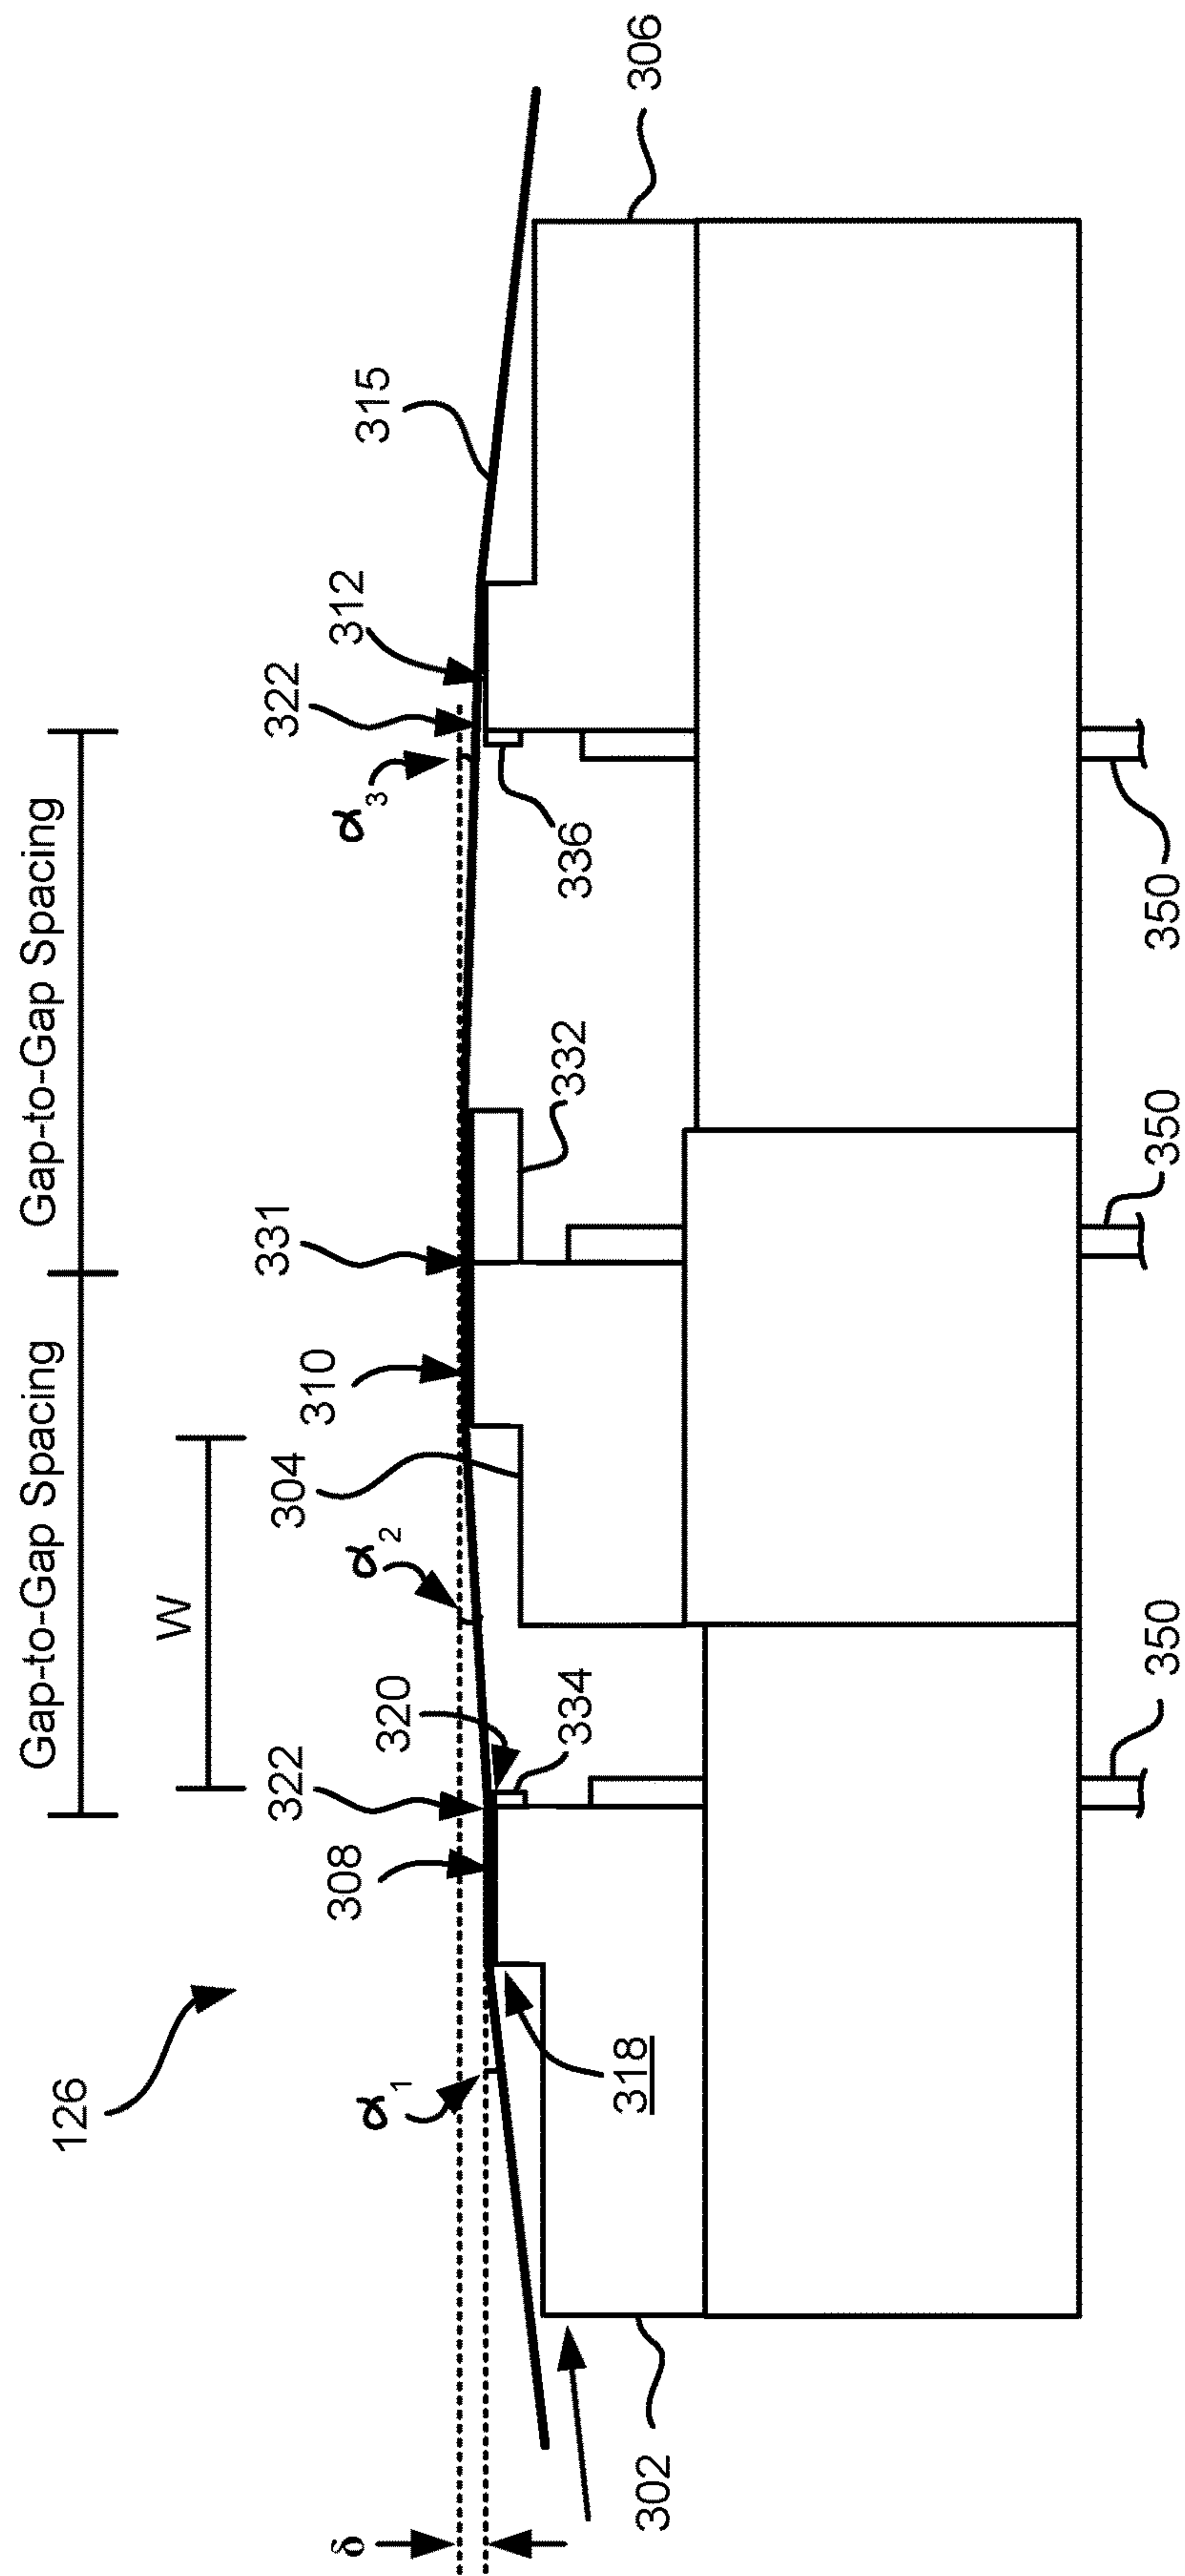 Gap-to-Gap Spacing
Gap-to-Gap Spacing
126
W
322
304
331
322
308
310
312
δ
α1
320
α2
α3
315
334
332
336
302
318
306
350
350
350